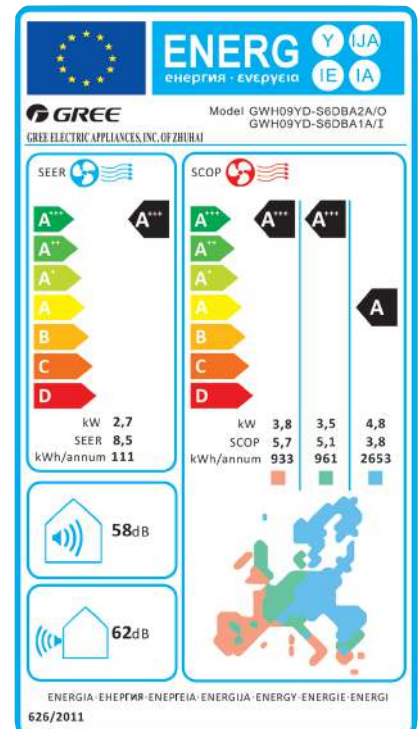 ENERG
енергия · ενεργεια
Y IJA
IE IA
GREE
Model GWH09YD-S6DBA2A/O
GWH09YD-S6DBA1A/I
GREE ELECTRIC APPLIANCES, INC. OF ZHUHAI
SEER
A+++ A+++
A++
A+
A
B
C
D
kW 2,7
SEER 8,5
kWh/annum 111
SCOP
A+++ A+++ A+++
A++
A+
A A
B
C
D
kW 3,8 3,5 4,8
SCOP 5,7 5,1 3,8
kWh/annum 933 961 2653
58dB
62dB
ENERGIA·ЕНЕРГИЯ·ΕΝΕΡΓΕΙΑ·ENERGIJA·ENERGY·ENERGIE·ENERGI
626/2011